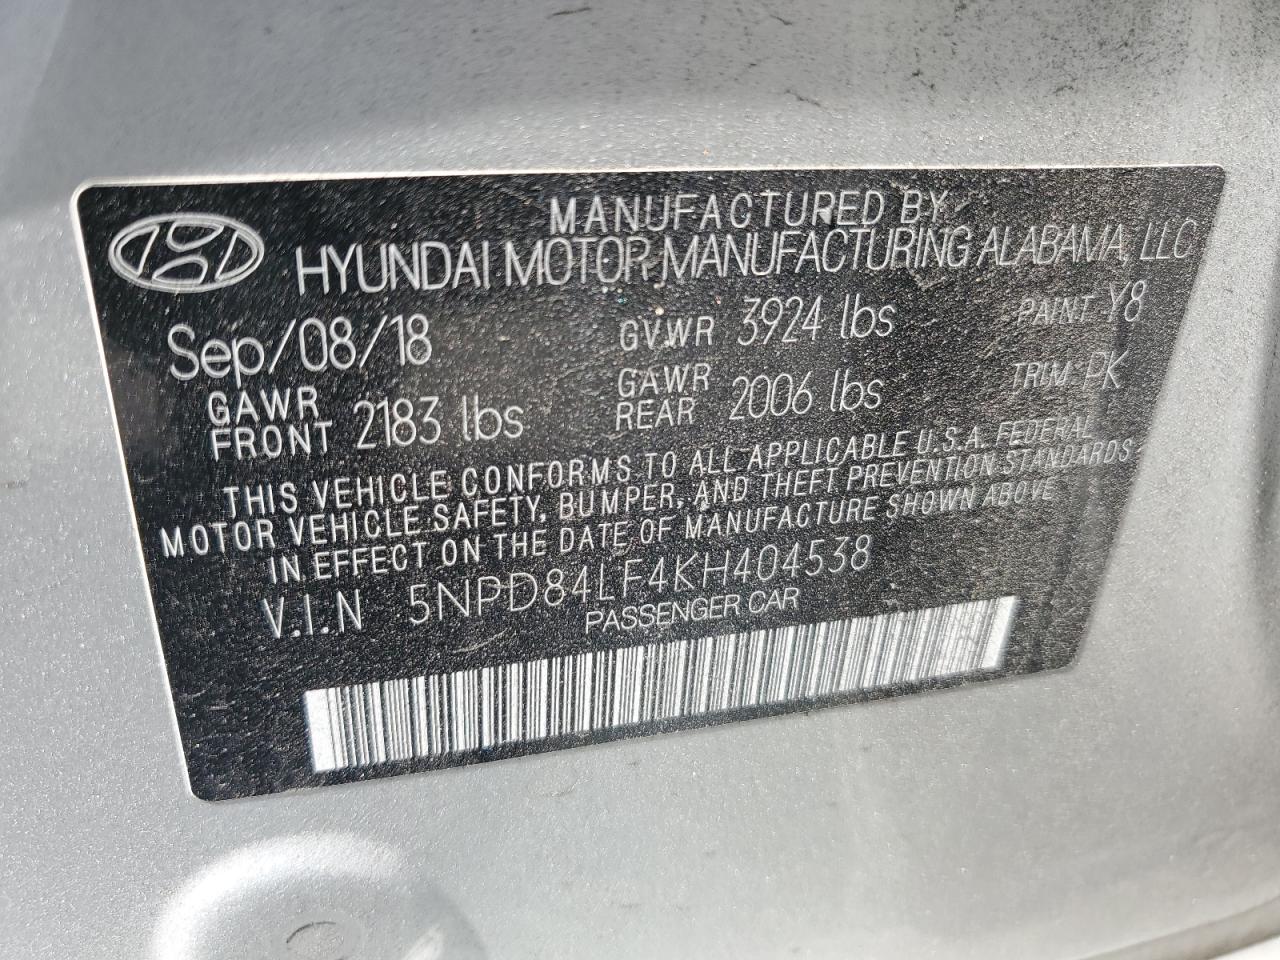 MANUFACTURED BY
HYUNDAI MOTOR MANUFACTURING ALABAMA, LLC
Sep/08/18 GVWR 3924 lbs PAINT Y8
GAWR FRONT 2183 lbs GAWR REAR 2006 lbs TRIM PK
THIS VEHICLE CONFORMS TO ALL APPLICABLE U.S.A. FEDERAL
MOTOR VEHICLE SAFETY, BUMPER, AND THEFT PREVENTION STANDARDS
IN EFFECT ON THE DATE OF MANUFACTURE SHOWN ABOVE
V.I.N 5NPD84LF4KH404538
PASSENGER CAR